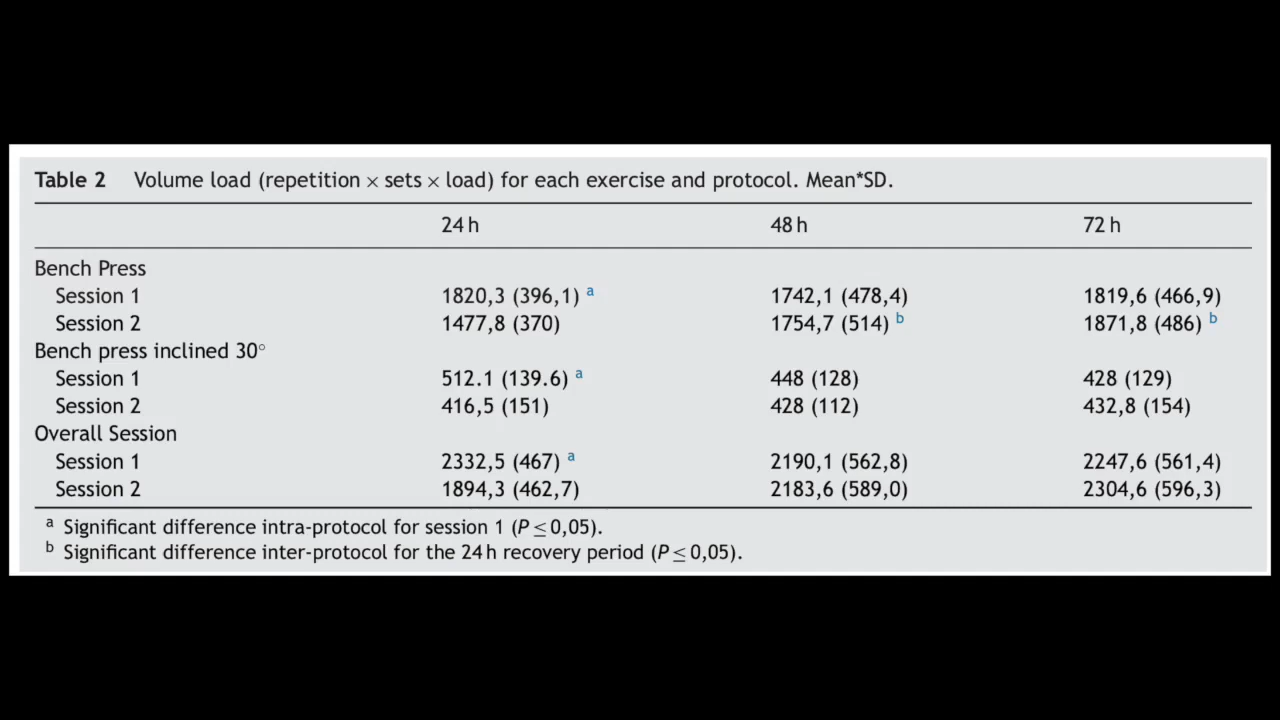 Table 2 Volume load (repetition × sets × load) for each exercise and protocol. Mean*SD.
24 h 48 h 72 h
Bench Press
Session 1 1820,3 (396,1) a 1742,1 (478,4) 1819,6 (466,9)
Session 2 1477,8 (370) 1754,7 (514) b 1871,8 (486) b
Bench press inclined 30°
Session 1 512.1 (139.6) a 448 (128) 428 (129)
Session 2 416,5 (151) 428 (112) 432,8 (154)
Overall Session
Session 1 2332,5 (467) a 2190,1 (562,8) 2247,6 (561,4)
Session 2 1894,3 (462,7) 2183,6 (589,0) 2304,6 (596,3)
a Significant difference intra-protocol for session 1 (P ≤ 0,05).
b Significant difference inter-protocol for the 24 h recovery period (P ≤ 0,05).